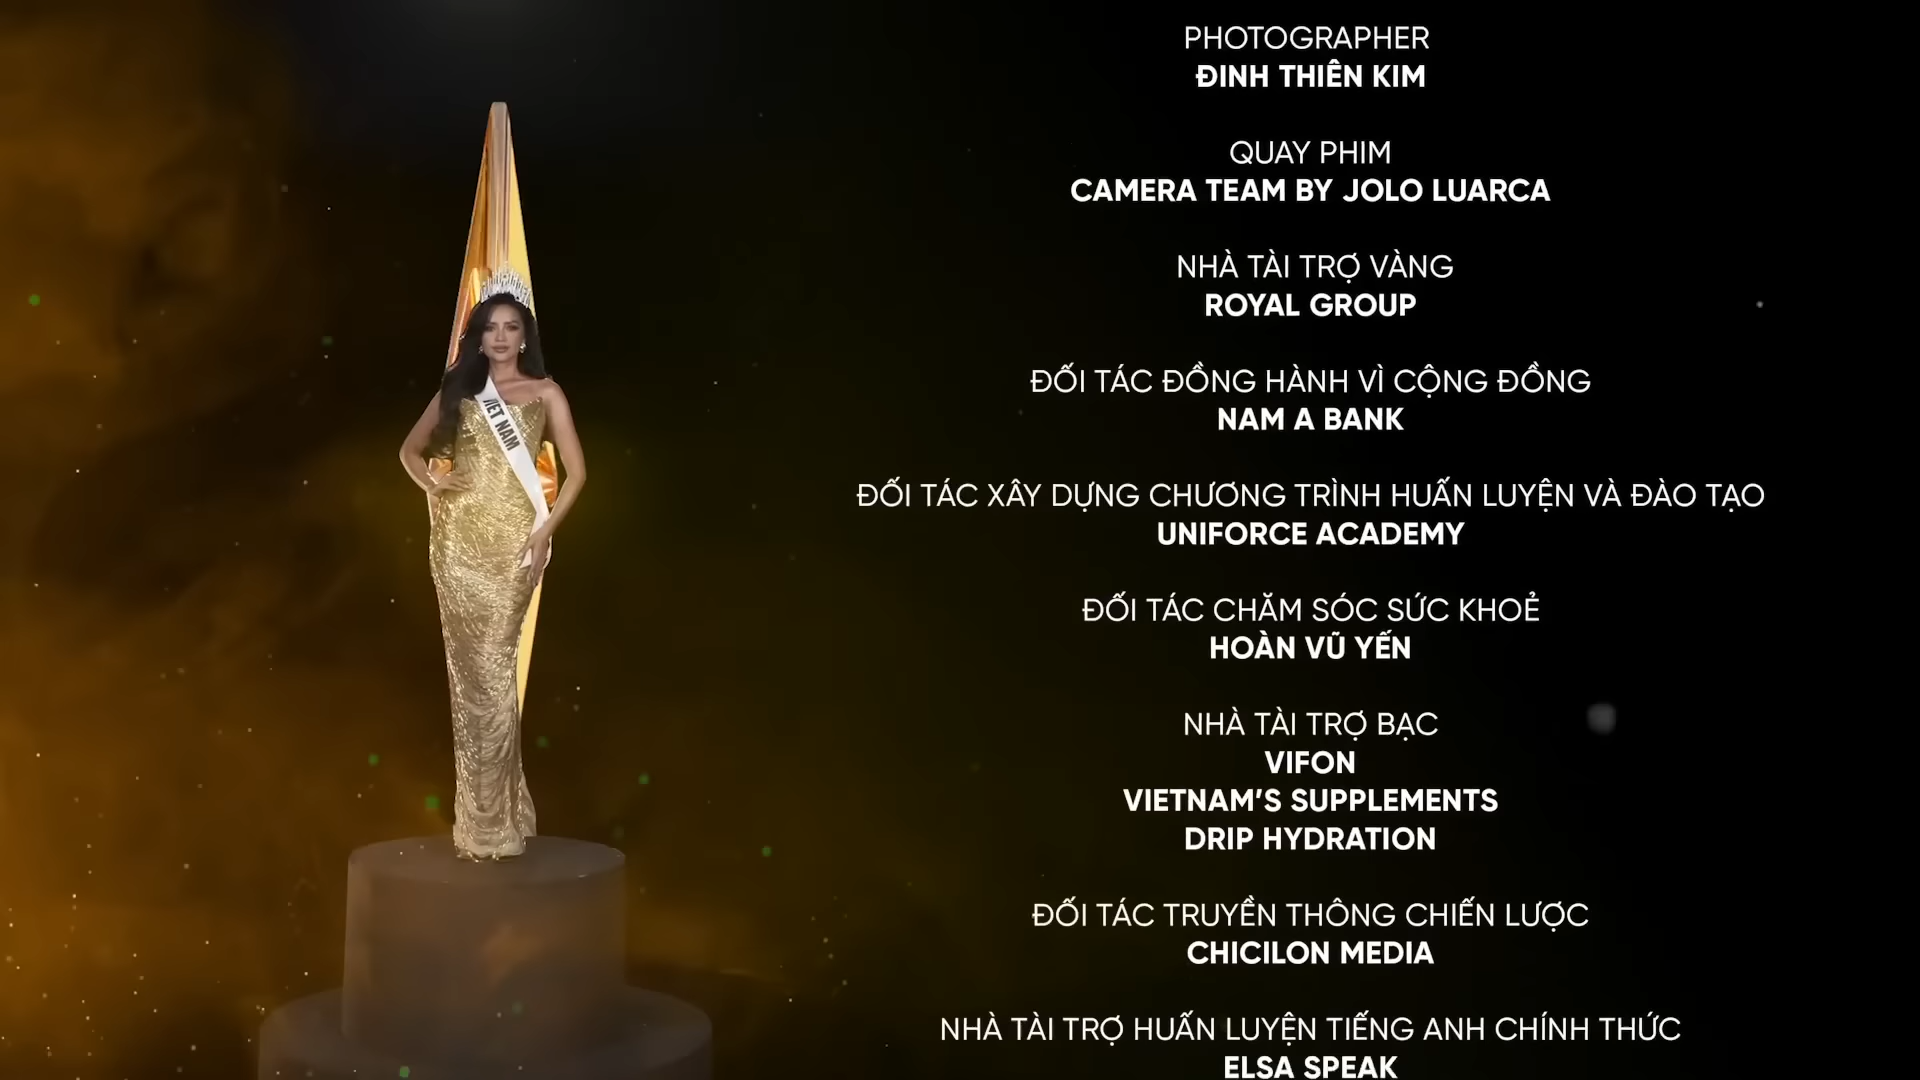 PHOTOGRAPHER
ĐINH THIÊN KIM
QUAY PHIM
CAMERA TEAM BY JOLO LUARCA
NHÀ TÀI TRỢ VÀNG
ROYAL GROUP
ĐỐI TÁC ĐỒNG HÀNH VÌ CỘNG ĐỒNG
NAM A BANK
ĐỐI TÁC XÂY DỰNG CHƯƠNG TRÌNH HUẤN LUYỆN VÀ ĐÀO TẠO
UNIFORCE ACADEMY
ĐỐI TÁC CHĂM SÓC SỨC KHOẺ
HOÀN VŨ YẾN
NHÀ TÀI TRỢ BẠC
VIFON
VIETNAM’S SUPPLEMENTS
DRIP HYDRATION
ĐỐI TÁC TRUYỀN THÔNG CHIẾN LƯỢC
CHICILON MEDIA
NHÀ TÀI TRỢ HUẤN LUYỆN TIẾNG ANH CHÍNH THỨC
ELSA SPEAK
VIET NAM